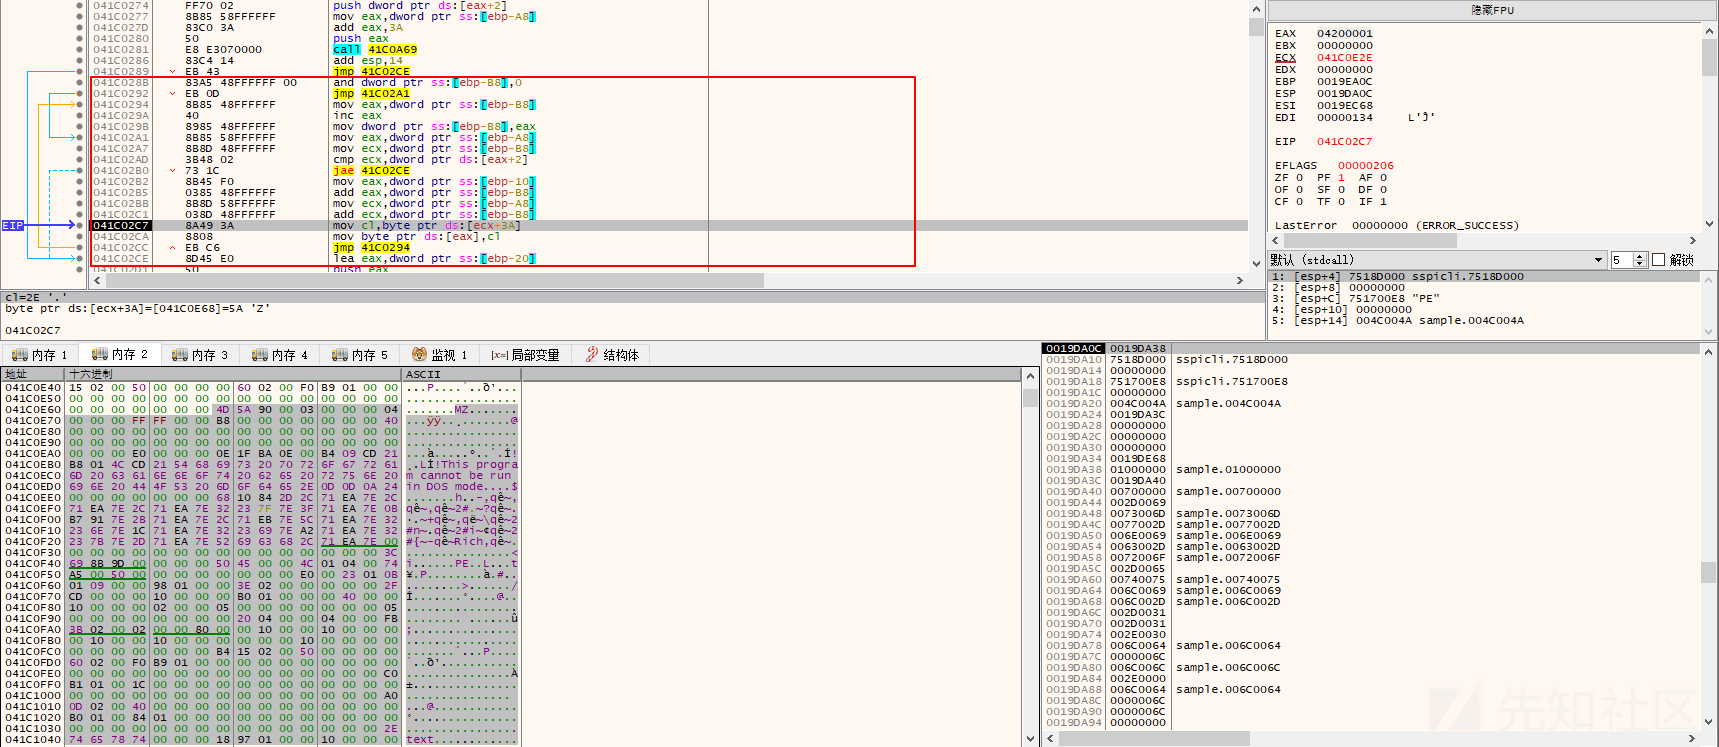 041C0274 FF70 02 push dword ptr ds:[eax+2]
041C0277 8B85 58FFFFFF mov eax,dword ptr ss:[ebp-A8]
041C027D 83C0 3A add eax,3A
041C0280 50 push eax
041C0281 E8 E3070000 call 41C0A69
041C0286 83C4 14 add esp,14
041C0289 EB 43 jmp 41C02CE
041C028B 83A5 48FFFFFF 00 and dword ptr ss:[ebp-B8],0
041C0292 EB 0D jmp 41C02A1
041C0294 8B85 48FFFFFF mov eax,dword ptr ss:[ebp-B8]
041C029A 40 inc eax
041C029B 8985 48FFFFFF mov dword ptr ss:[ebp-B8],eax
041C02A1 8B85 58FFFFFF mov eax,dword ptr ss:[ebp-A8]
041C02A7 8B8D 48FFFFFF mov ecx,dword ptr ss:[ebp-B8]
041C02AD 3B48 02 cmp ecx,dword ptr ds:[eax+2]
041C02B0 73 1C jae 41C02CE
041C02B2 8B45 F0 mov eax,dword ptr ss:[ebp-10]
041C02B5 0385 48FFFFFF add eax,dword ptr ss:[ebp-B8]
041C02BB 8B8D 58FFFFFF mov ecx,dword ptr ss:[ebp-A8]
041C02C1 038D 48FFFFFF add ecx,dword ptr ss:[ebp-B8]
EIP 041C02C7 8A49 3A mov cl,byte ptr ds:[ecx+3A]
041C02CA 8808 mov byte ptr ds:[eax],cl
041C02CC EB C6 jmp 41C0294
041C02CE 8D45 E0 lea eax,dword ptr ss:[ebp-20]
041C02D1 50 push eax
cl=2E '.'
byte ptr ds:[ecx+3A]=[041C0E68]=5A 'Z'
041C02C7
隐藏FPU
EAX 04200001
EBX 00000000
ECX 041C0E2E
EDX 00000000
EBP 0019EA0C
ESP 0019DA0C
ESI 0019EC68
EDI 00000134
EIP 041C02C7
EFLAGS 00000206
ZF 0 PF 1 AF 0
OF 0 SF 0 DF 0
CF 0 TF 0 IF 1
LastError 00000000 (ERROR_SUCCESS)
默认 (stdcall) 5 解锁
1: [esp+4] 7518D000 sspicli.7518D000
2: [esp+8] 00000000
3: [esp+C] 751700E8 "PE"
4: [esp+10] 00000000
5: [esp+14] 004C004A sample.004C004A
内存 1 内存 2 内存 3 内存 4 内存 5 监视 1 [x=] 局部变量 结构体
地址 十六进制 ASCII
041C0E40 15 02 00 50 00 00 00 00 60 02 00 F0 B9 01 00 00
041C0E50 00 00 00 00 00 00 00 00 00 00 00 00 00 00 00 00
041C0E60 00 00 00 00 00 00 00 4D 5A 90 00 03 00 00 00 04
041C0E70 00 00 00 FF FF 00 00 B8 00 00 00 00 00 00 00 40
041C0E80 00 00 00 00 00 00 00 00 00 00 00 00 00 00 00 00
041C0E90 00 00 00 00 00 00 00 00 00 00 00 00 00 00 00 00
041C0EA0 00 00 00 E0 00 00 00 0E 1F BA 0E 00 B4 09 CD 21
041C0EB0 B8 01 4C CD 21 54 68 69 73 20 70 72 6F 67 72 61 This progra
041C0EC0 6D 20 63 61 6E 6E 6F 74 20 62 65 20 72 75 6E 20 m cannot be run
041C0ED0 69 6E 20 44 4F 53 20 6D 6F 64 65 2E 0D 0D 0A 24 in DOS mode....$
041C0EE0 00 00 00 00 00 00 00 68 10 84 2D 2C 71 EA 7E 2C
041C0EF0 71 EA 7E 2C 71 EA 7E 32 23 7F 7E 3F 71 EA 7E 0B
041C0F00 B7 91 7E 2B 71 EA 7E 2C 71 EB 7E 5C 71 EA 7E 32
041C0F10 23 6E 7E 1C 71 EA 7E 32 23 69 7E A2 71 EA 7E 32
041C0F20 23 7B 7E 2D 71 EA 7E 52 69 63 68 2C 71 EA 7E 00
041C0F30 00 00 00 00 00 00 00 00 00 00 00 00 00 00 00 3C
041C0F40 69 8B 9D 00 00 00 00 50 45 00 00 4C 01 04 00 74
041C0F50 A5 00 50 00 00 00 00 00 00 00 00 E0 00 23 01 0B
041C0F60 01 09 00 00 98 01 00 00 3E 02 00 00 00 00 00 2F
041C0F70 CD 00 00 00 10 00 00 00 B0 01 00 00 00 40 00 00
041C0F80 10 00 00 00 02 00 00 05 00 00 00 00 00 00 00 05
041C0F90 00 00 00 00 00 00 00 00 20 04 00 00 04 00 00 FB
041C0FA0 3B 02 00 02 00 00 80 00 00 10 00 00 10 00 00 00
041C0FB0 00 10 00 00 10 00 00 00 00 00 00 10 00 00 00 00
041C0FC0 00 00 00 00 00 00 00 B4 15 02 00 50 00 00 00 00
041C0FD0 60 02 00 F0 B9 01 00 00 00 00 00 00 00 00 00 00
041C0FE0 00 00 00 00 00 00 00 00 00 00 00 00 00 00 00 C0
041C0FF0 B1 01 00 1C 00 00 00 00 00 00 00 00 00 00 00 00
041C1000 00 00 00 00 00 00 00 00 00 00 00 00 00 00 00 A0
041C1010 0D 02 00 40 00 00 00 00 00 00 00 00 00 00 00 00
041C1020 B0 01 00 84 01 00 00 00 00 00 00 00 00 00 00 00
041C1030 00 00 00 00 00 00 00 00 00 00 00 00 00 00 00 2E
041C1040 74 65 78 74 00 00 00 18 97 01 00 00 10 00 00 00 text............
0019DA0C 0019DA38
0019DA10 7518D000 sspicli.7518D000
0019DA14 00000000
0019DA18 751700E8 sspicli.751700E8
0019DA1C 00000000
0019DA20 004C004A sample.004C004A
0019DA24 0019DA3C
0019DA28 00000000
0019DA2C 00000000
0019DA30 00000000
0019DA34 0019DE68
0019DA38 01000000 sample.01000000
0019DA3C 0019DA40
0019DA40 00700000 sample.00700000
0019DA44 002D0069
0019DA48 0073006D sample.0073006D
0019DA4C 0077002D sample.0077002D
0019DA50 006E0069 sample.006E0069
0019DA54 0063002D sample.0063002D
0019DA58 0072006F sample.0072006F
0019DA5C 002D0065
0019DA60 00740075 sample.00740075
0019DA64 006C0069 sample.006C0069
0019DA68 006C002D sample.006C002D
0019DA6C 002D0031
0019DA70 002D0031
0019DA74 002E0030
0019DA78 006C0064 sample.006C0064
0019DA7C 0000006C
0019DA80 006C006C sample.006C006C
0019DA84 002E0000
0019DA88 006C0064 sample.006C0064
0019DA8C 0000006C
0019DA90 0000006C
0019DA94 00000000
先知社区